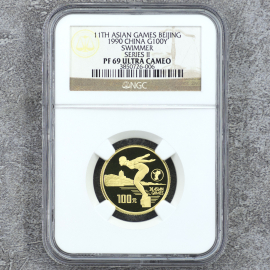 11TH ASIAN GAMES BEIJING
1990 CHINA G100Y
SWIMMER
SERIES II
PF 69 ULTRA CAMEO
3850726-006
NGC
100元